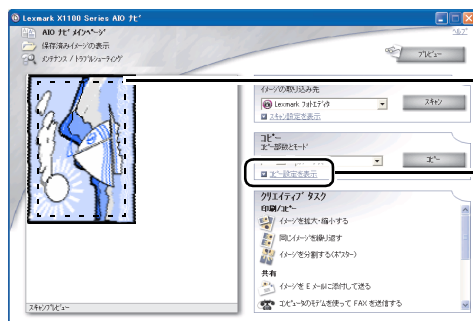 Lexmark X1100 Series AIO ナビ
AIO ナビ メインページ
ヘルプ
保存済みイメージの表示
メンテナンス / トラブルシューティング
プレビュー
イメージの取り込み先
Lexmark フォトエディタ
スキャン
スキャン設定を表示
コピー
コピー部数とモード
コピー
コピー設定を表示
クリエイティブ タスク
印刷/コピー
イメージを拡大・縮小する
同じイメージを繰り返す
イメージを分割する(ポスター)
共有
イメージを E メールに添付して送る
コンピュータのモデムを使って FAX を送信する
スキャンプレビュー